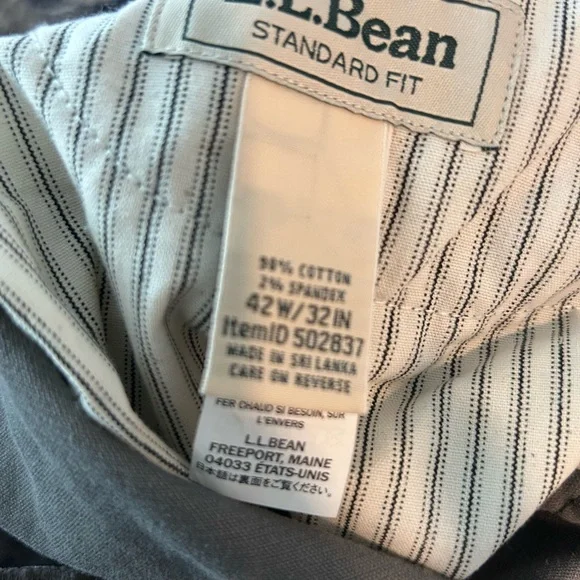 L.L.Bean
STANDARD FIT
98% COTTON
2% SPANDEX
42W/32IN
ItemID 502837
MADE IN SRI LANKA
CARE ON REVERSE
FER CHAUD SI BESOIN, SUR
L'ENVERS
L.L.BEAN
FREEPORT, MAINE
04033 ÉTATS-UNIS
日本語は裏面をご覧ください。